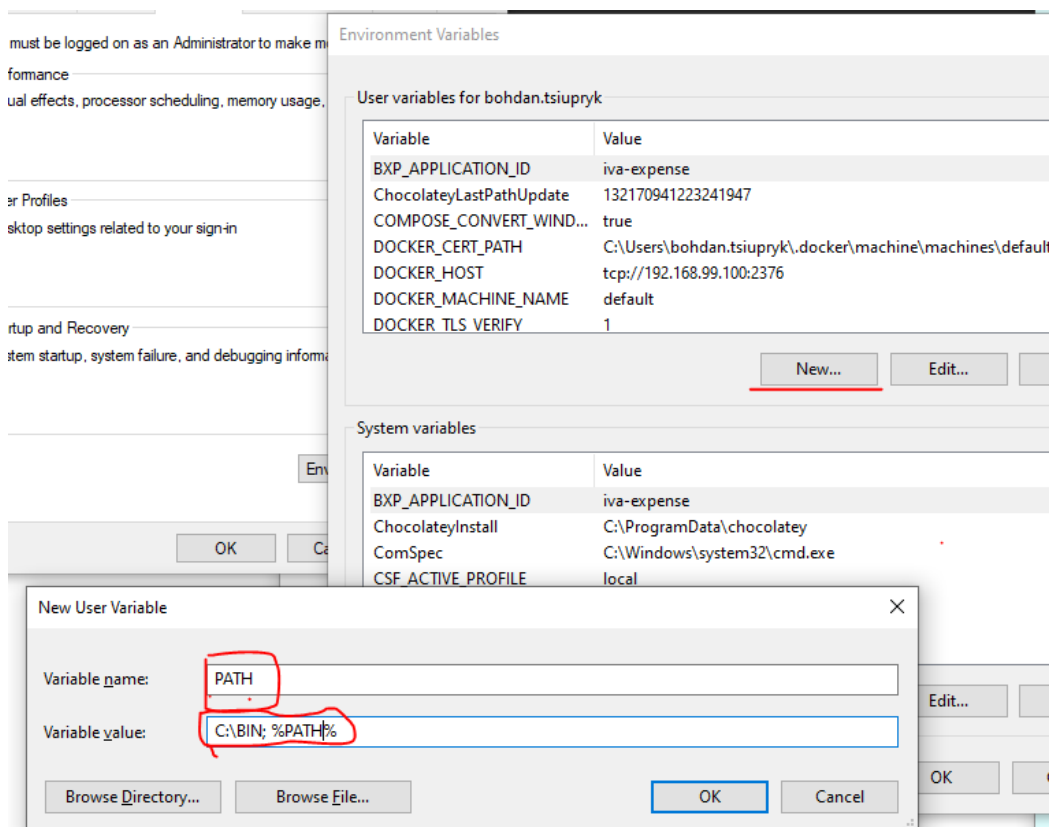 must be logged on as an Administrator to make m
formance
ual effects, processor scheduling, memory usage,
er Profiles
sktop settings related to your sign-in
rtup and Recovery
stem startup, system failure, and debugging informa
Env
OK
Ca
Environment Variables
User variables for bohdan.tsiupryk
Variable Value
BXP_APPLICATION_ID iva-expense
ChocolateyLastPathUpdate 132170941223241947
COMPOSE_CONVERT_WIND... true
DOCKER_CERT_PATH C:\Users\bohdan.tsiupryk\.docker\machine\machines\default
DOCKER_HOST tcp://192.168.99.100:2376
DOCKER_MACHINE_NAME default
DOCKER_TLS_VERIFY 1
New... Edit...
System variables
Variable Value
BXP_APPLICATION_ID iva-expense
ChocolateyInstall C:\ProgramData\chocolatey
ComSpec C:\Windows\system32\cmd.exe
CSF_ACTIVE_PROFILE local
Edit...
OK
New User Variable
Variable name: PATH
Variable value: C:\BIN; %PATH%
Browse Directory... Browse File... OK Cancel